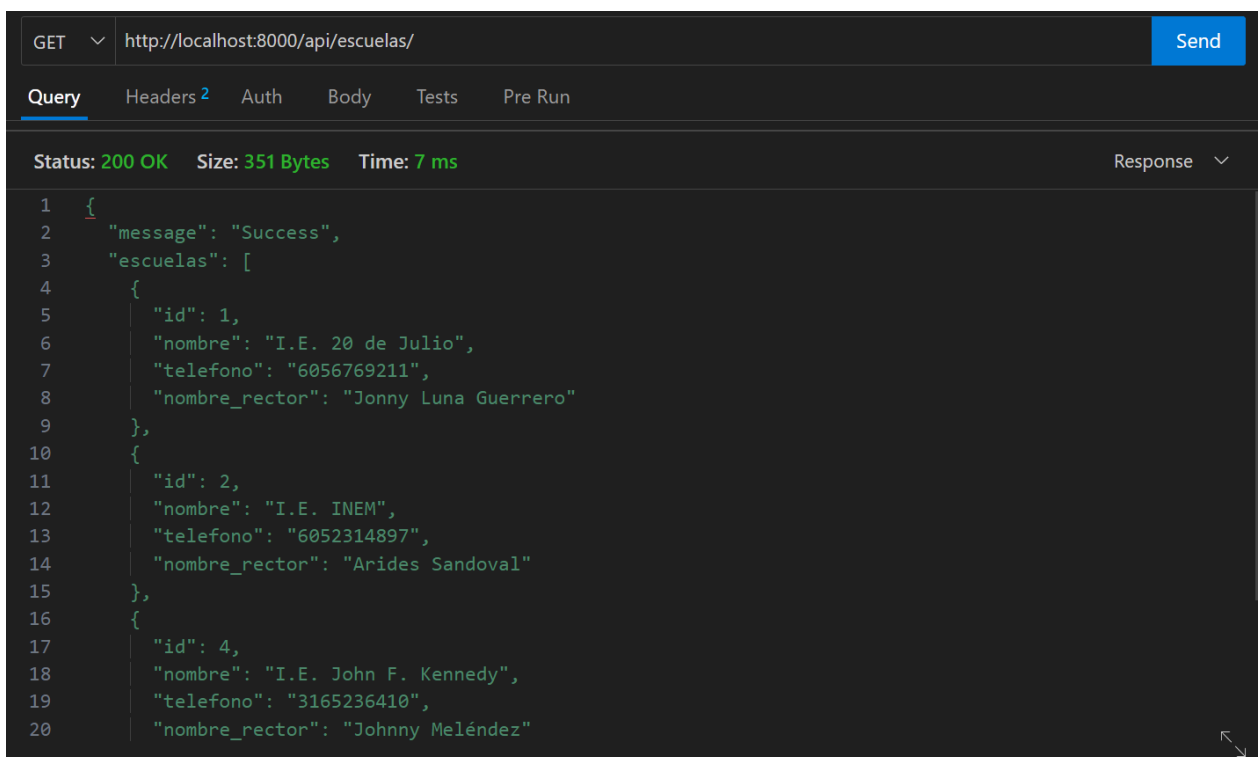 GET http://localhost:8000/api/escuelas/ Send
Query Headers 2 Auth Body Tests Pre Run
Status: 200 OK Size: 351 Bytes Time: 7 ms Response
1 {
2 "message": "Success",
3 "escuelas": [
4 {
5 "id": 1,
6 "nombre": "I.E. 20 de Julio",
7 "telefono": "6056769211",
8 "nombre_rector": "Jonny Luna Guerrero"
9 },
10 {
11 "id": 2,
12 "nombre": "I.E. INEM",
13 "telefono": "6052314897",
14 "nombre_rector": "Arides Sandoval"
15 },
16 {
17 "id": 4,
18 "nombre": "I.E. John F. Kennedy",
19 "telefono": "3165236410",
20 "nombre_rector": "Johnny Meléndez"